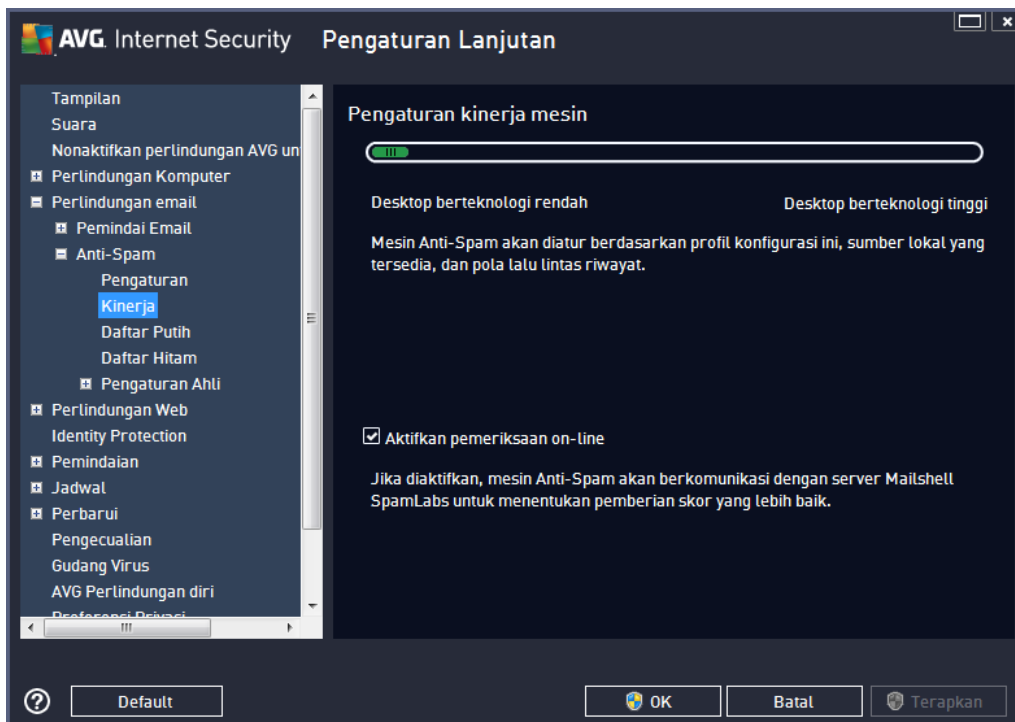 AVG. Internet Security Pengaturan Lanjutan
Tampilan
Suara
Nonaktifkan perlindungan AVG un
Perlindungan Komputer
Perlindungan email
Pemindai Email
Anti-Spam
Pengaturan
Kinerja
Daftar Putih
Daftar Hitam
Pengaturan Ahli
Perlindungan Web
Identity Protection
Pemindaian
Jadwal
Perbarui
Pengecualian
Gudang Virus
AVG Perlindungan diri
Preferensi Privasi
Pengaturan kinerja mesin
Desktop berteknologi rendah Desktop berteknologi tinggi
Mesin Anti-Spam akan diatur berdasarkan profil konfigurasi ini, sumber lokal yang
tersedia, dan pola lalu lintas riwayat.
Aktifkan pemeriksaan on-line
Jika diaktifkan, mesin Anti-Spam akan berkomunikasi dengan server Mailshell
SpamLabs untuk menentukan pemberian skor yang lebih baik.
Default OK Batal Terapkan